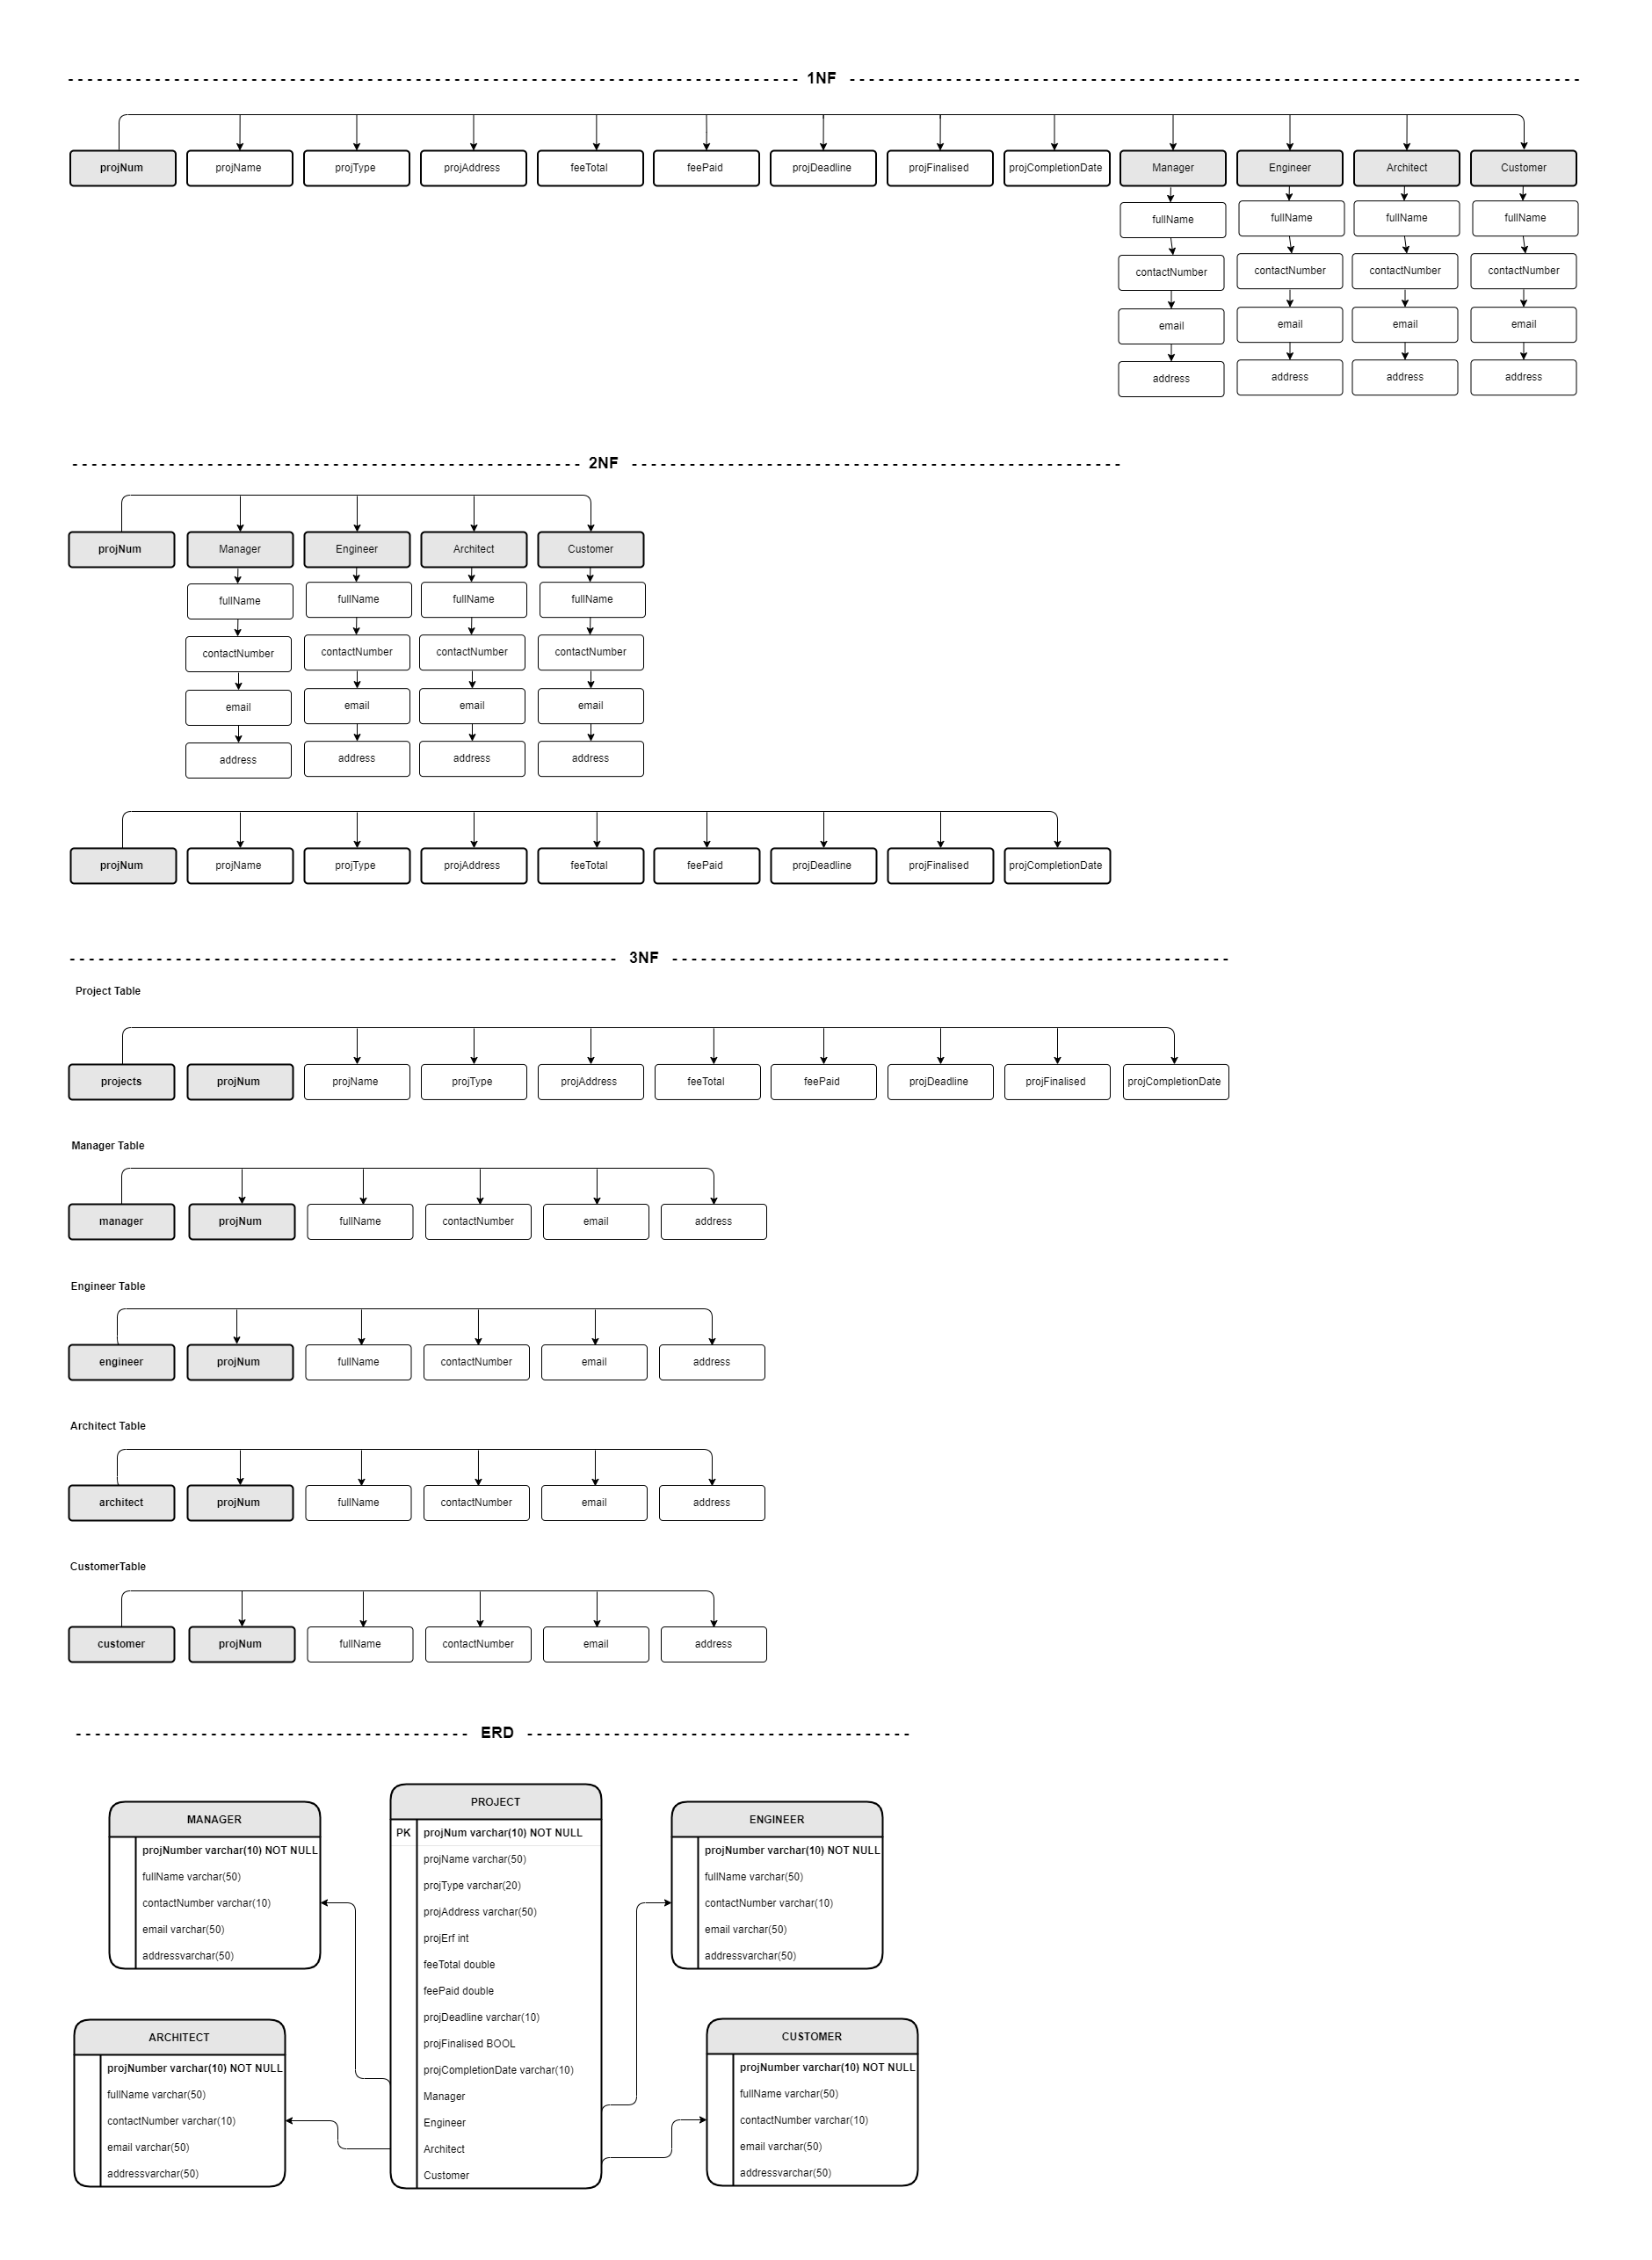 1NF
projNum projName projType projAddress feeTotal feePaid projDeadline projFinalised projCompletionDate Manager Engineer Architect Customer
fullName fullName fullName fullName
contactNumber contactNumber contactNumber contactNumber
email email email email
address address address address
2NF
projNum Manager Engineer Architect Customer
fullName fullName fullName fullName
contactNumber contactNumber contactNumber contactNumber
email email email email
address address address address
projNum projName projType projAddress feeTotal feePaid projDeadline projFinalised projCompletionDate
3NF
Project Table
projects projNum projName projType projAddress feeTotal feePaid projDeadline projFinalised projCompletionDate
Manager Table
manager projNum fullName contactNumber email address
Engineer Table
engineer projNum fullName contactNumber email address
Architect Table
architect projNum fullName contactNumber email address
CustomerTable
customer projNum fullName contactNumber email address
ERD
MANAGER
projNumber varchar(10) NOT NULL
fullName varchar(50)
contactNumber varchar(10)
email varchar(50)
addressvarchar(50)
PROJECT
PK projNum varchar(10) NOT NULL
projName varchar(50)
projType varchar(20)
projAddress varchar(50)
projErf int
feeTotal double
feePaid double
projDeadline varchar(10)
projFinalised BOOL
projCompletionDate varchar(10)
Manager
Engineer
Architect
Customer
ENGINEER
projNumber varchar(10) NOT NULL
fullName varchar(50)
contactNumber varchar(10)
email varchar(50)
addressvarchar(50)
ARCHITECT
projNumber varchar(10) NOT NULL
fullName varchar(50)
contactNumber varchar(10)
email varchar(50)
addressvarchar(50)
CUSTOMER
projNumber varchar(10) NOT NULL
fullName varchar(50)
contactNumber varchar(10)
email varchar(50)
addressvarchar(50)